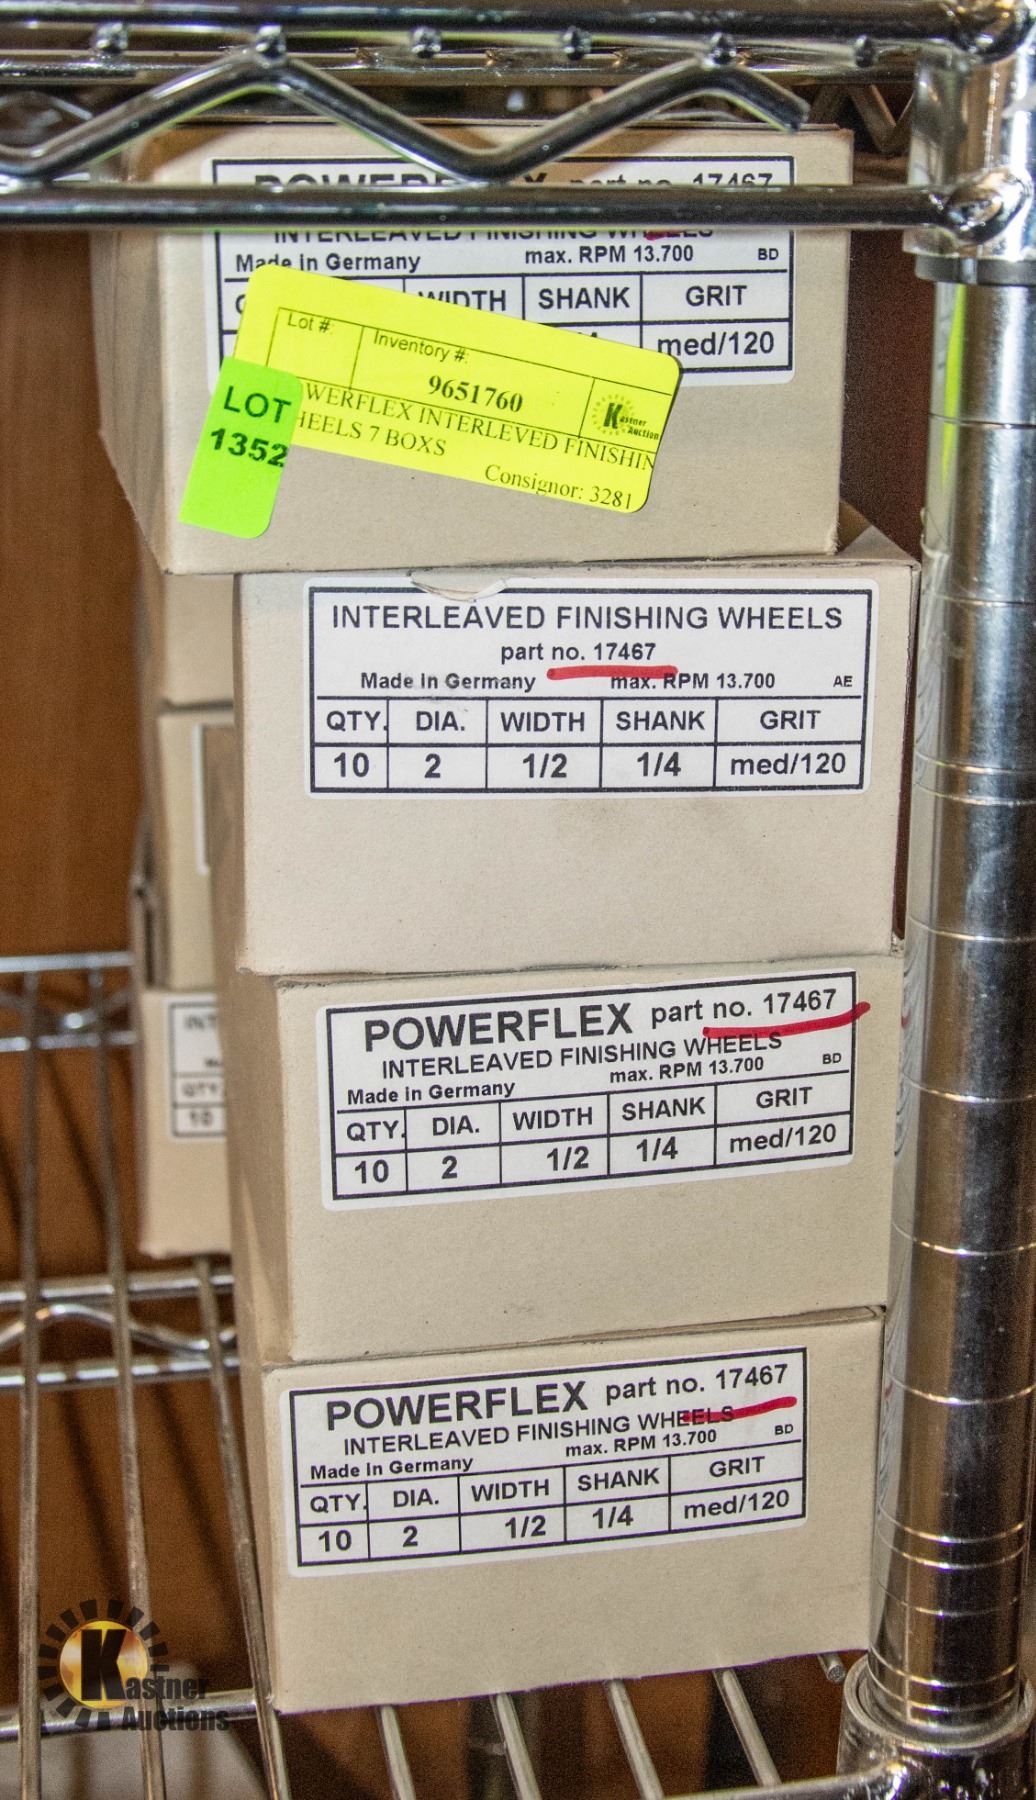 POWERFLEX part no. 17467
INTERLEAVED FINISHING WHEELS
Made in Germany max. RPM 13.700 BD
WIDTH SHANK GRIT
med/120
Lot #: Inventory #:
9651760
Kastner Auction
LOT
1352
WERFLEX INTERLEVED FINISHIN
HEELS 7 BOXS
Consignor: 3281
INTERLEAVED FINISHING WHEELS
part no. 17467
Made in Germany max. RPM 13.700 AE
QTY. DIA. WIDTH SHANK GRIT
10 2 1/2 1/4 med/120
POWERFLEX part no. 17467
INTERLEAVED FINISHING WHEELS
Made in Germany max. RPM 13.700 BD
QTY. DIA. WIDTH SHANK GRIT
10 2 1/2 1/4 med/120
INT
QTY
10
POWERFLEX part no. 17467
INTERLEAVED FINISHING WHEELS
Made in Germany max. RPM 13.700 BD
QTY. DIA. WIDTH SHANK GRIT
10 2 1/2 1/4 med/120
Kastner
Auctions